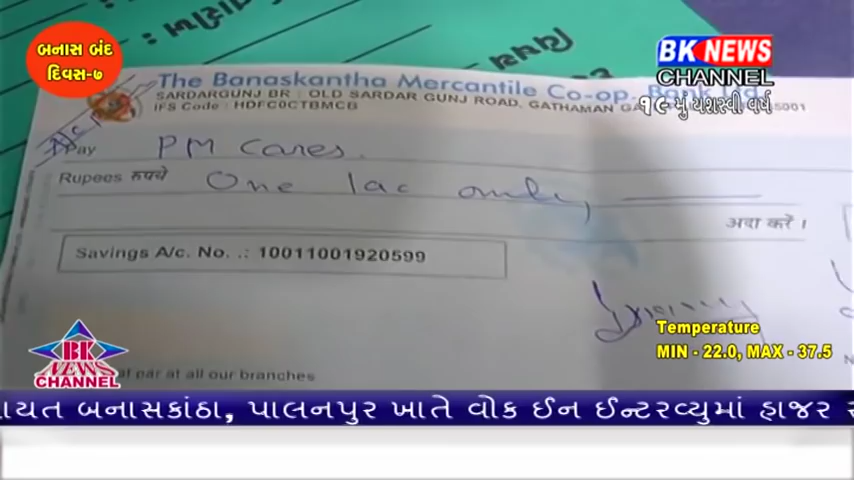 બનાસ બંદ
દિવસ-૭
BK NEWS
CHANNEL
૧૯ મું યશસ્વી વર્ષ
The Banaskantha Mercantile Co-op. Bank Ltd.
SARDARGUNJ BR : OLD SARDAR GUNJ ROAD, GATHAMAN
IFS Code : HDFC0CTBMCB
A/c P
Pay PM Cares.
Rupees रुपये One lac only
अदा करें।
Savings A/c. No. .: 10011001920599
Temperature
MIN - 22.0, MAX - 37.5
BK
NEWS
CHANNEL
at par at all our branches
ાયત બનાસકાંઠા, પાલનપુર ખાતે વોક ઈન ઈન્ટરવ્યુમાં હાજર